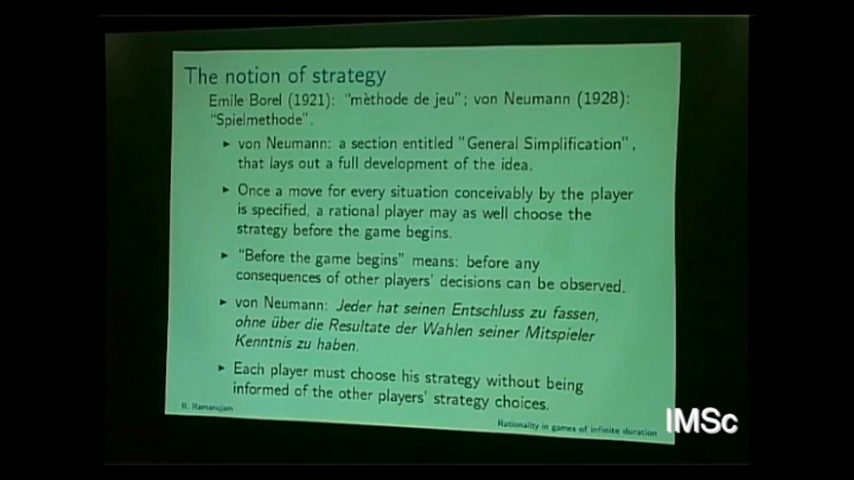 The notion of strategy
Emile Borel (1921): "mèthode de jeu"; von Neumann (1928):
"Spielmethode".
► von Neumann: a section entitled "General Simplification",
that lays out a full development of the idea.
► Once a move for every situation conceivably by the player
is specified, a rational player may as well choose the
strategy before the game begins.
► "Before the game begins" means: before any
consequences of other players' decisions can be observed.
► von Neumann: Jeder hat seinen Entschluss zu fassen,
ohne über die Resultate der Wahlen seiner Mitspieler
Kenntnis zu haben.
► Each player must choose his strategy without being
informed of the other players' strategy choices.
R. Ramanujam
Rationality in games of infinite duration
IMSc